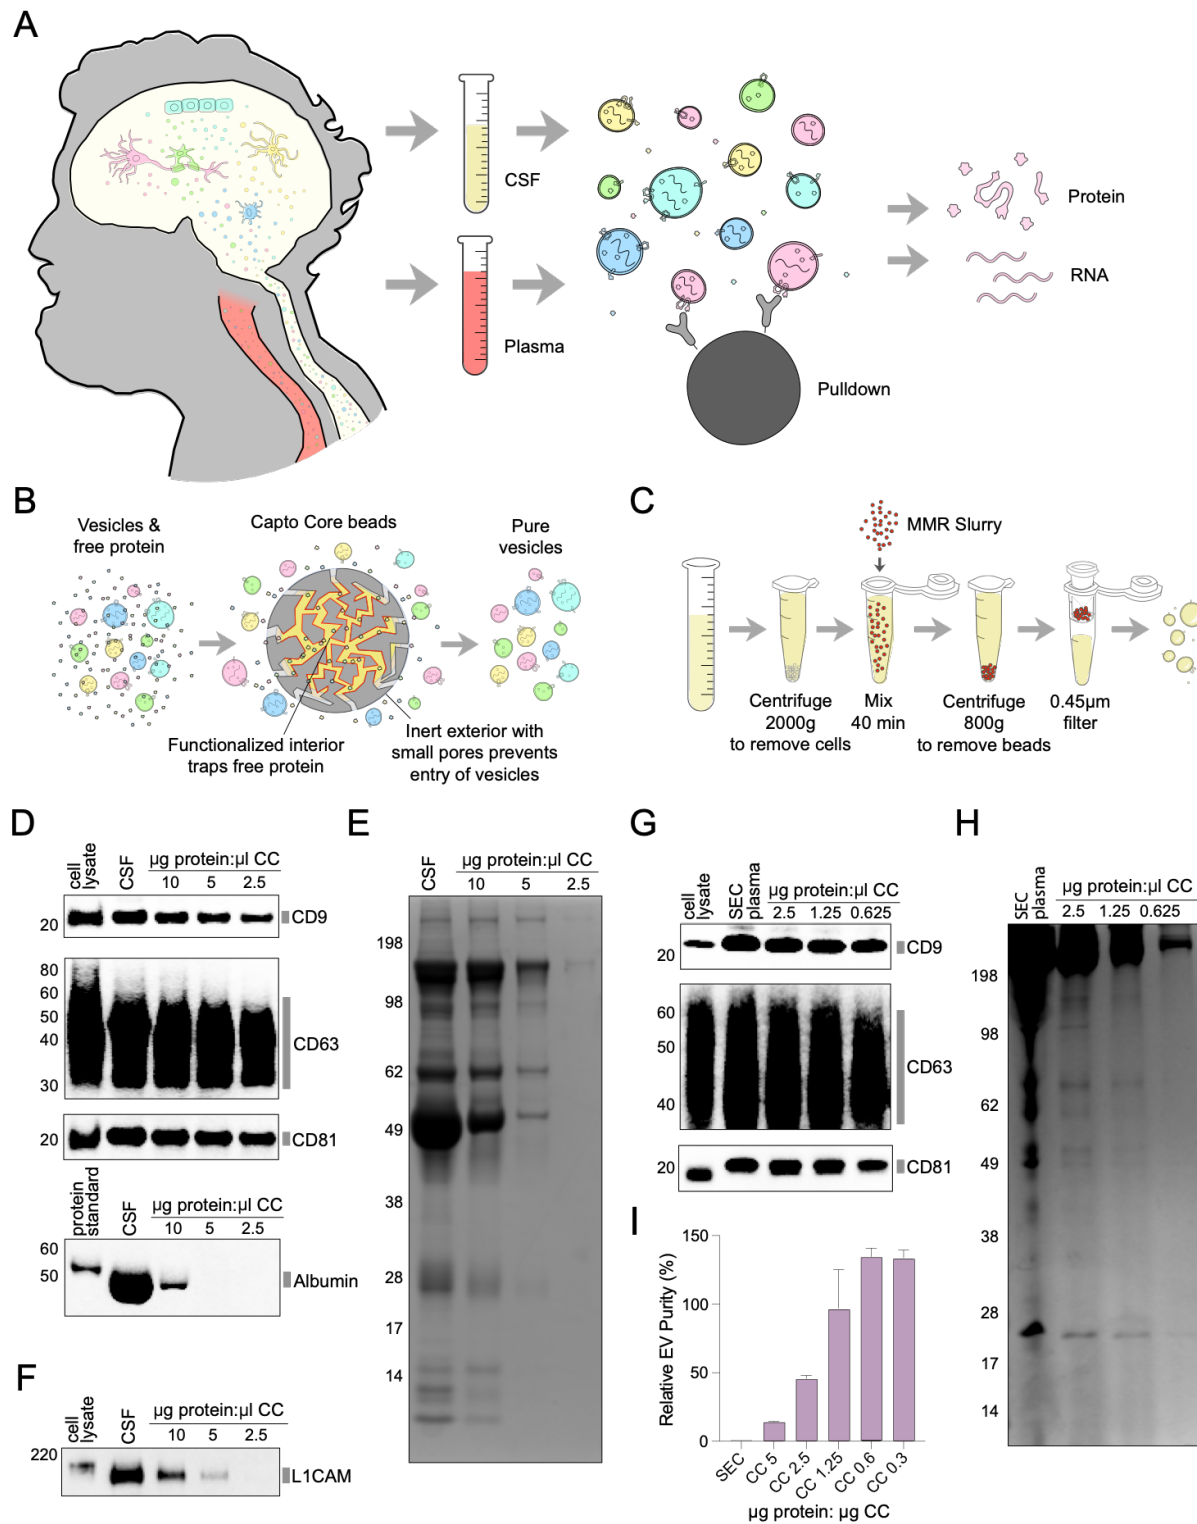 A
CSF
Plasma
Protein
RNA
Pulldown
B
Vesicles &
free protein
Capto Core beads
Pure
vesicles
Functionalized interior
traps free protein
Inert exterior with
small pores prevents
entry of vesicles
C
MMR Slurry
Centrifuge
2000g
to remove cells
Mix
40 min
Centrifuge
800g
to remove beads
0.45µm
filter
D
cell
lysate
CSF
µg protein:µl CC
10 5 2.5
20
CD9
80
60
50
40
30
CD63
20
CD81
protein
standard
CSF
µg protein:µl CC
10 5 2.5
60
50
Albumin
E
CSF
µg protein:µl CC
10 5 2.5
198
98
62
49
38
28
17
14
F
cell
lysate
CSF
µg protein:µl CC
10 5 2.5
220
L1CAM
G
cell
lysate
SEC
plasma
µg protein:µl CC
2.5 1.25 0.625
20
CD9
60
50
40
CD63
20
CD81
H
SEC
plasma
µg protein:µl CC
2.5 1.25 0.625
198
98
62
49
38
28
17
14
I
Relative EV Purity (%)
150
100
50
0
SEC
CC 5
CC 2.5
CC 1.25
CC 0.6
CC 0.3
µg protein: µg CC